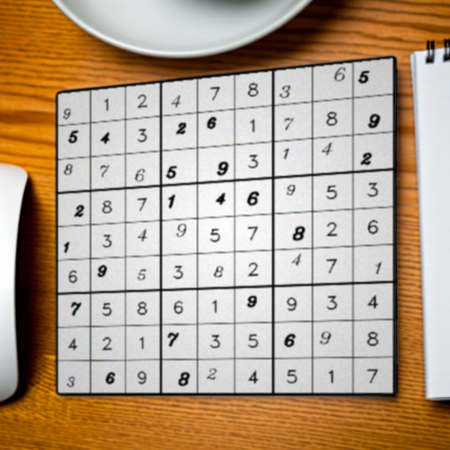 9 1 2 4 7 8 3 6 5
5 4 3 2 6 1 7 8 9
8 7 6 5 9 3 1 4 2
2 8 7 1 4 6 9 5 3
1 3 4 9 5 7 8 2 6
6 9 5 3 8 2 4 7 1
7 5 8 6 1 9 9 3 4
4 2 1 7 3 5 6 9 8
3 6 9 8 2 4 5 1 7